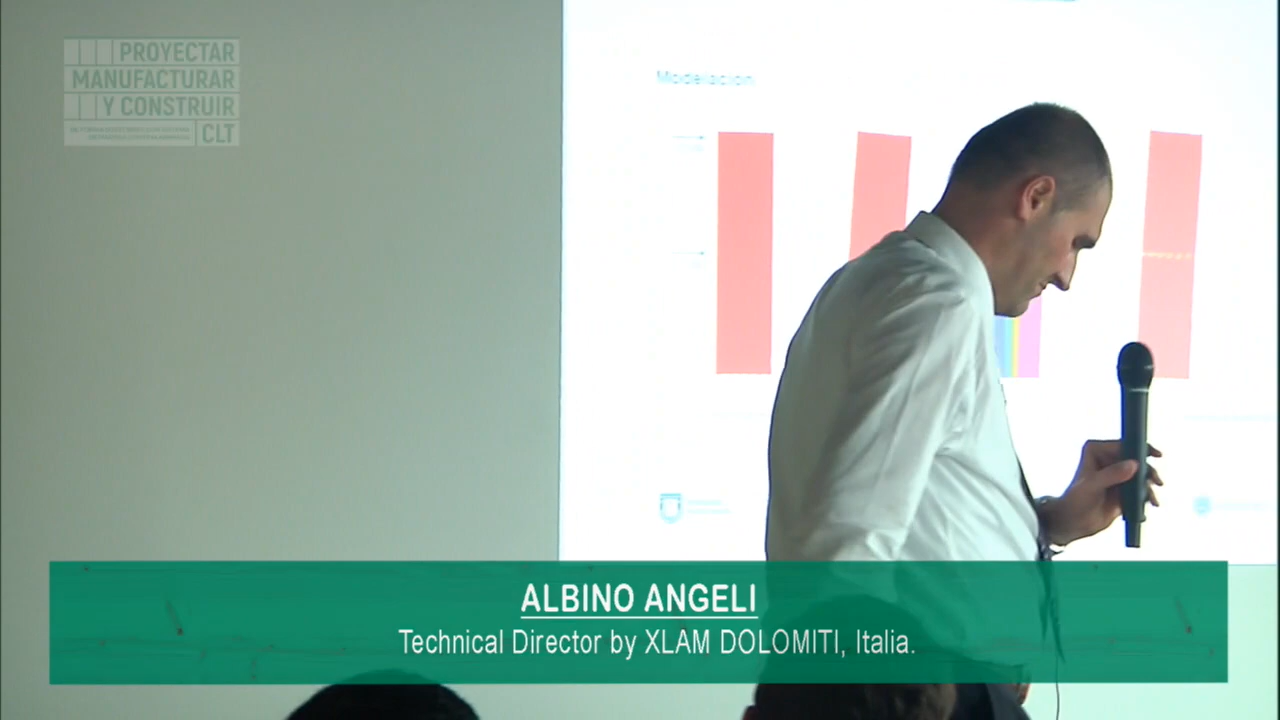 PROYECTAR
MANUFACTURAR
Y CONSTRUIR
CLT
Modelación
ALBINO ANGELI
Technical Director by XLAM DOLOMITI, Italia.